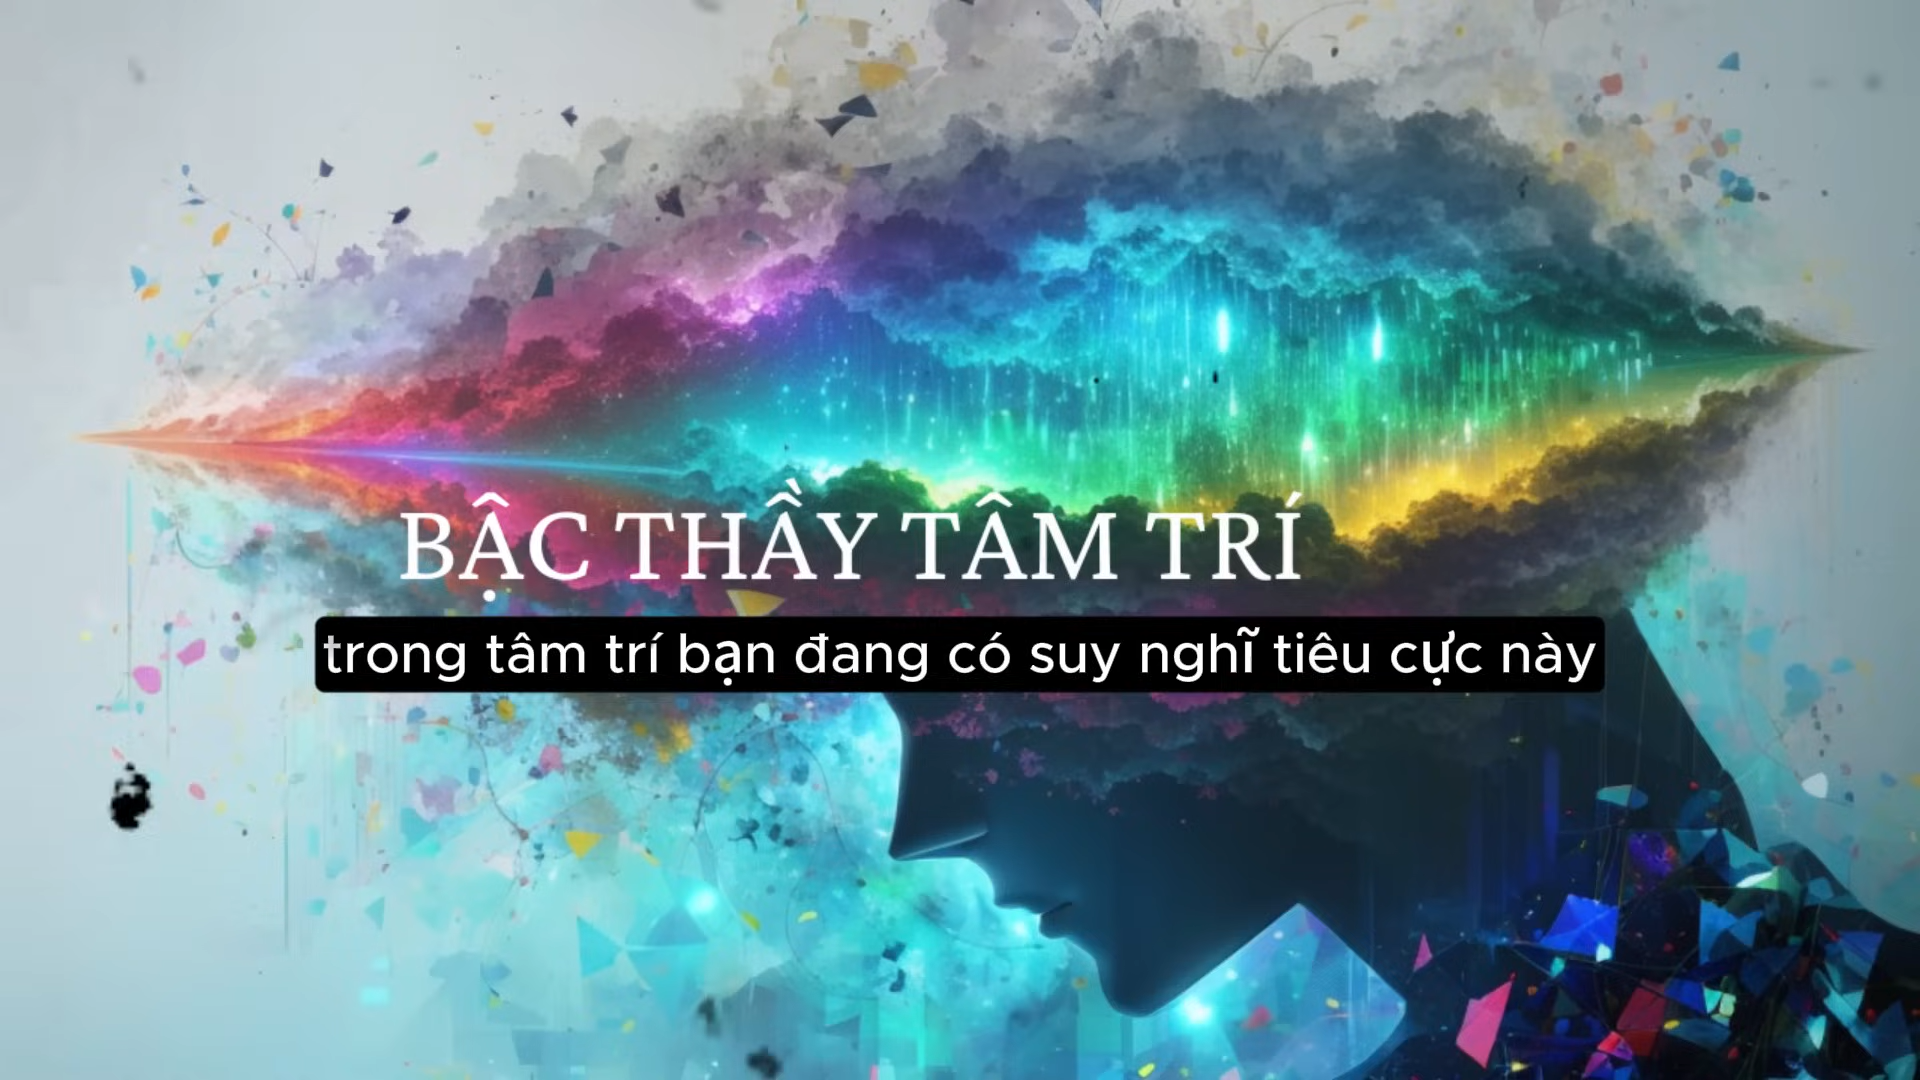 BẬC THẦY TÂM TRÍ
trong tâm trí bạn đang có suy nghĩ tiêu cực này